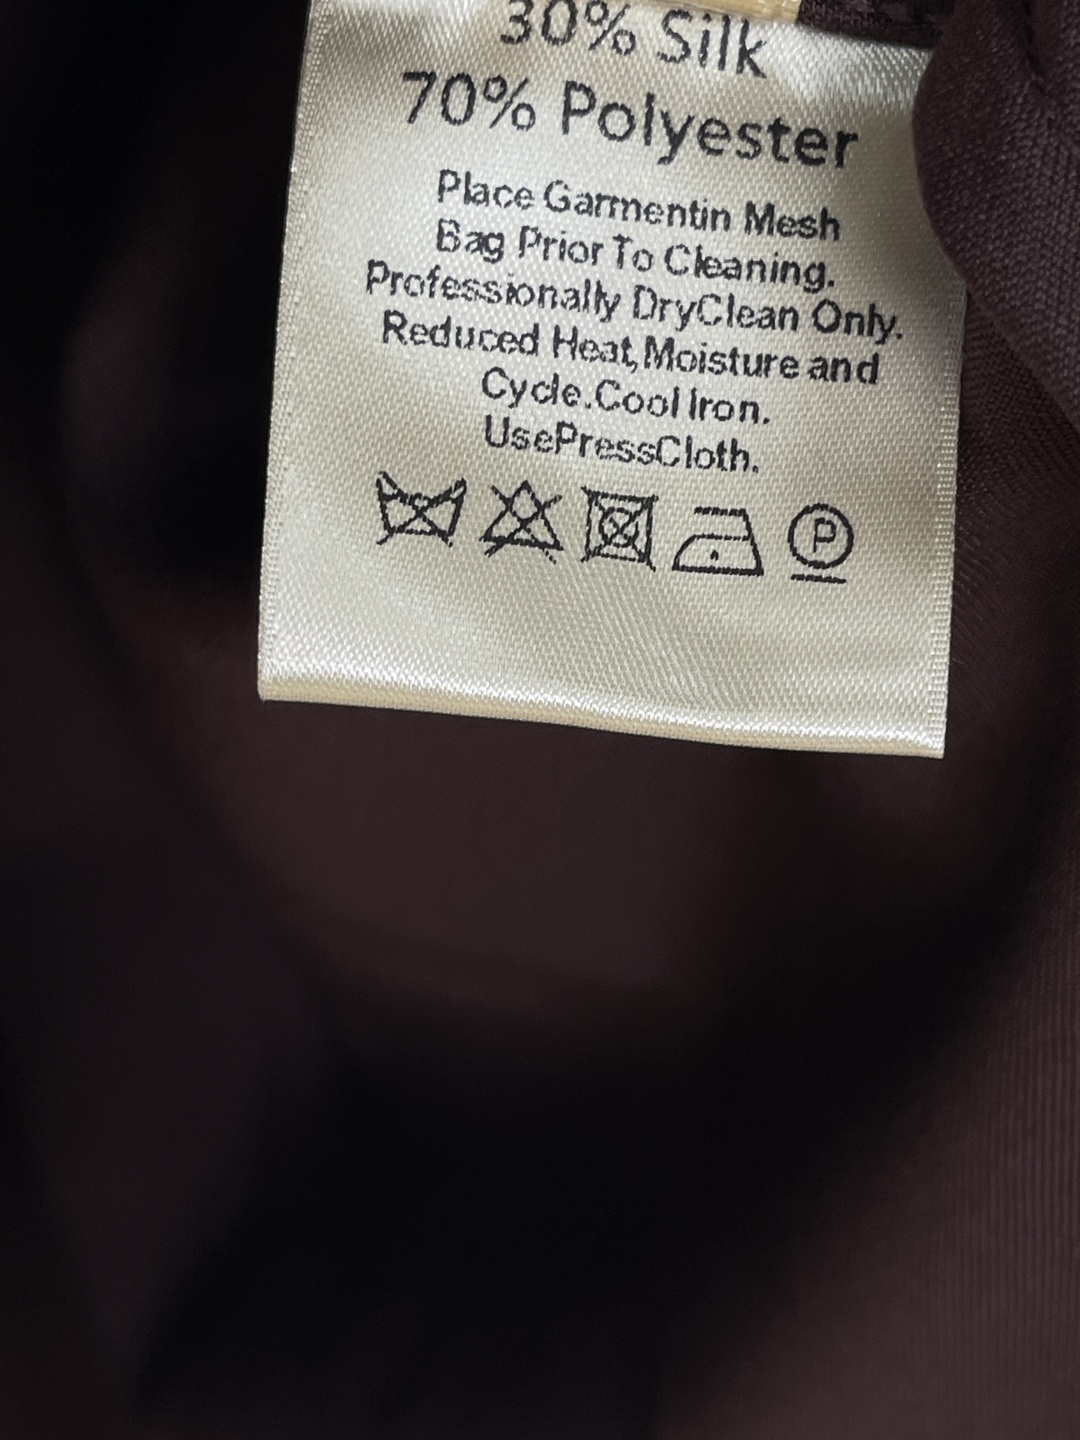 30% Silk
70% Polyester
Place Garmentin Mesh
Bag Prior To Cleaning.
Professionally DryClean Only.
Reduced Heat,Moisture and
Cycle.Cool Iron.
UsePressCloth.
P